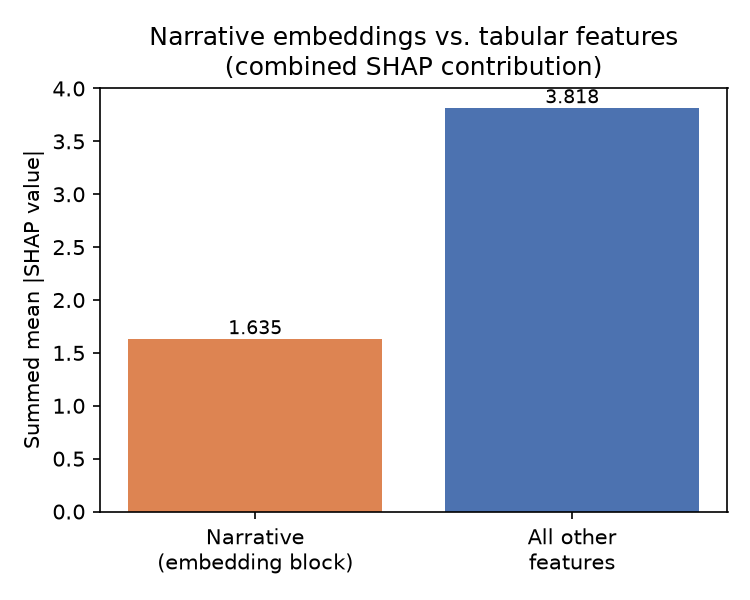 Narrative embeddings vs. tabular features
(combined SHAP contribution)
Summed mean |SHAP value|
4.0
3.5
3.0
2.5
2.0
1.5
1.0
0.5
0.0
1.635
3.818
Narrative
(embedding block)
All other
features